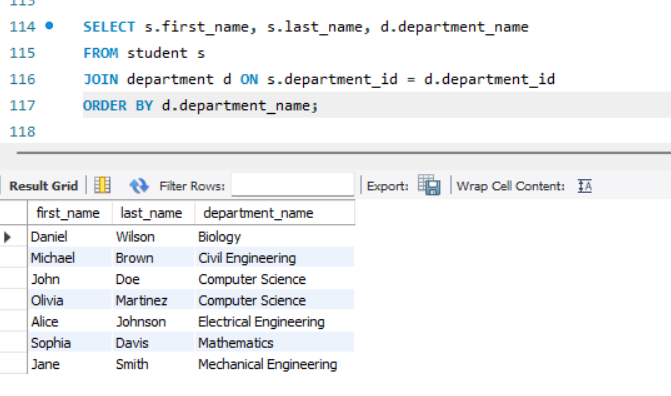 113
114 SELECT s.first_name, s.last_name, d.department_name
115 FROM student s
116 JOIN department d ON s.department_id = d.department_id
117 ORDER BY d.department_name;
118
Result Grid Filter Rows: Export: Wrap Cell Content: IA
first_name last_name department_name
Daniel Wilson Biology
Michael Brown Civil Engineering
John Doe Computer Science
Olivia Martinez Computer Science
Alice Johnson Electrical Engineering
Sophia Davis Mathematics
Jane Smith Mechanical Engineering